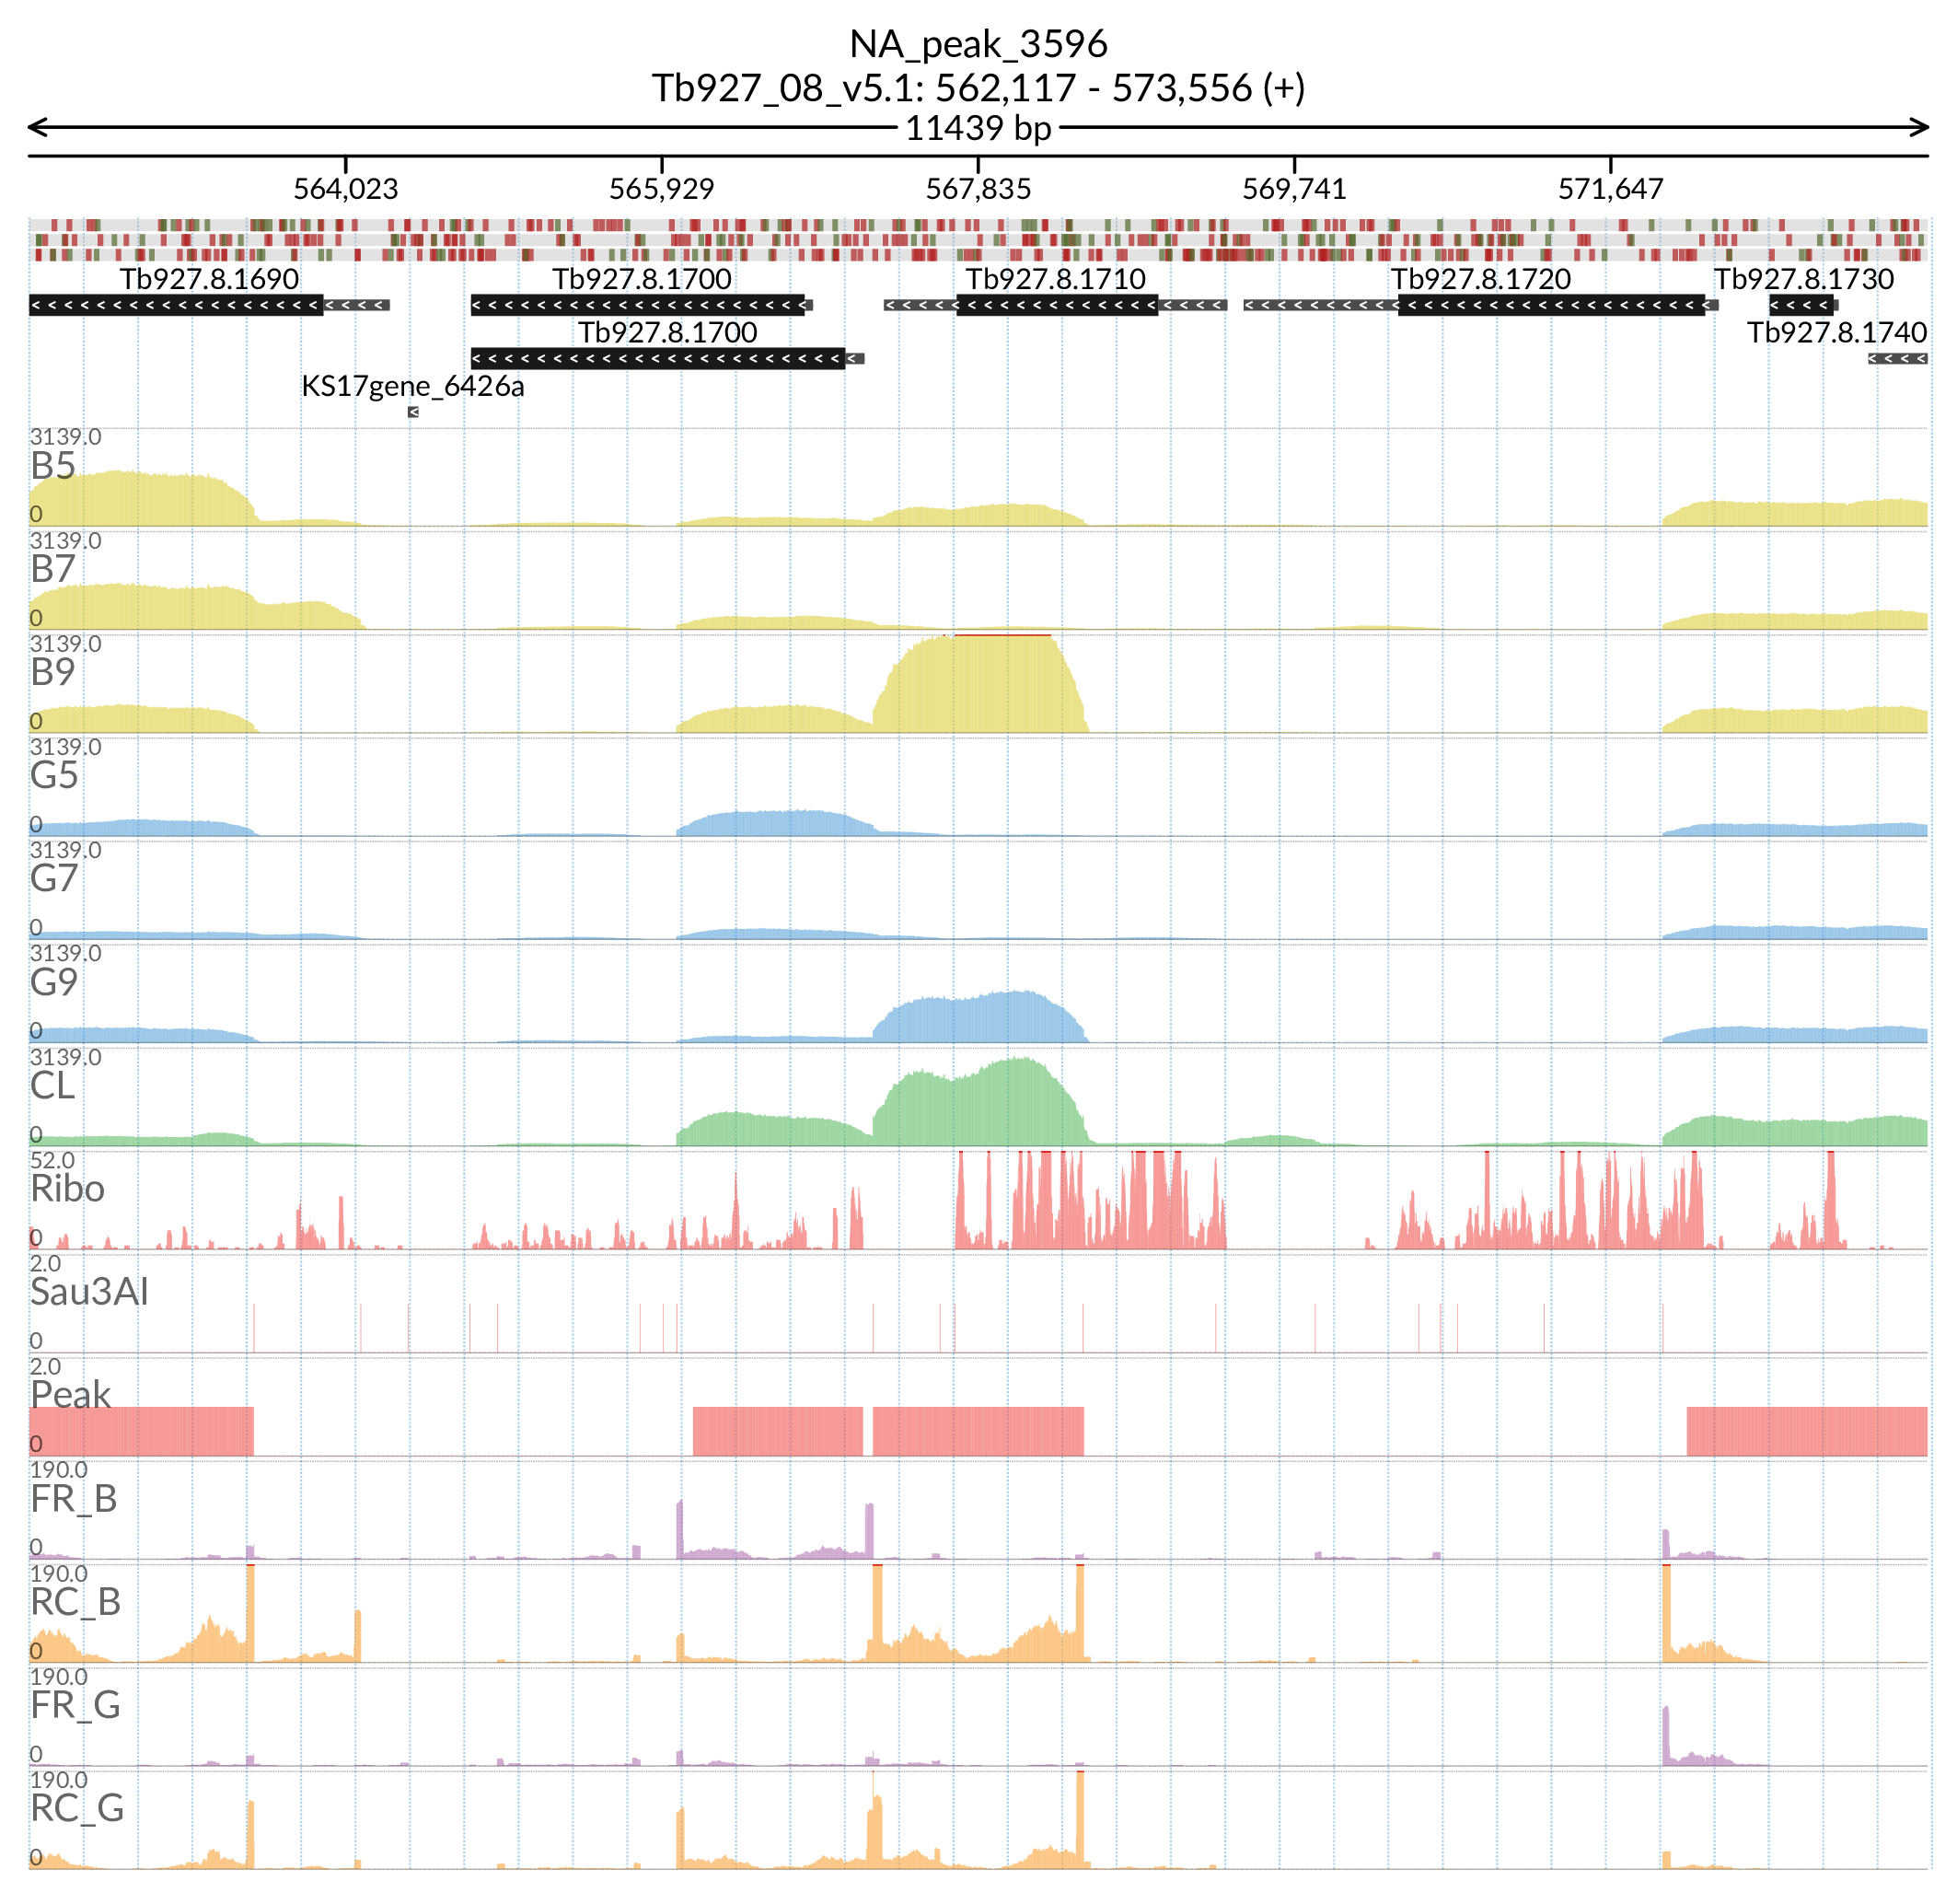 NA_peak_3596
Tb927_08_v5.1: 562,117 - 573,556 (+)
11439 bp
564,023 565,929 567,835 569,741 571,647
Tb927.8.1690 Tb927.8.1700 Tb927.8.1710 Tb927.8.1720 Tb927.8.1730
Tb927.8.1700 Tb927.8.1740
KS17gene_6426a
3139.0
B5
0
3139.0
B7
0
3139.0
B9
0
3139.0
G5
0
3139.0
G7
0
3139.0
G9
0
3139.0
CL
0
52.0
Ribo
0
2.0
Sau3AI
0
2.0
Peak
0
190.0
FR_B
0
190.0
RC_B
0
190.0
FR_G
0
190.0
RC_G
0